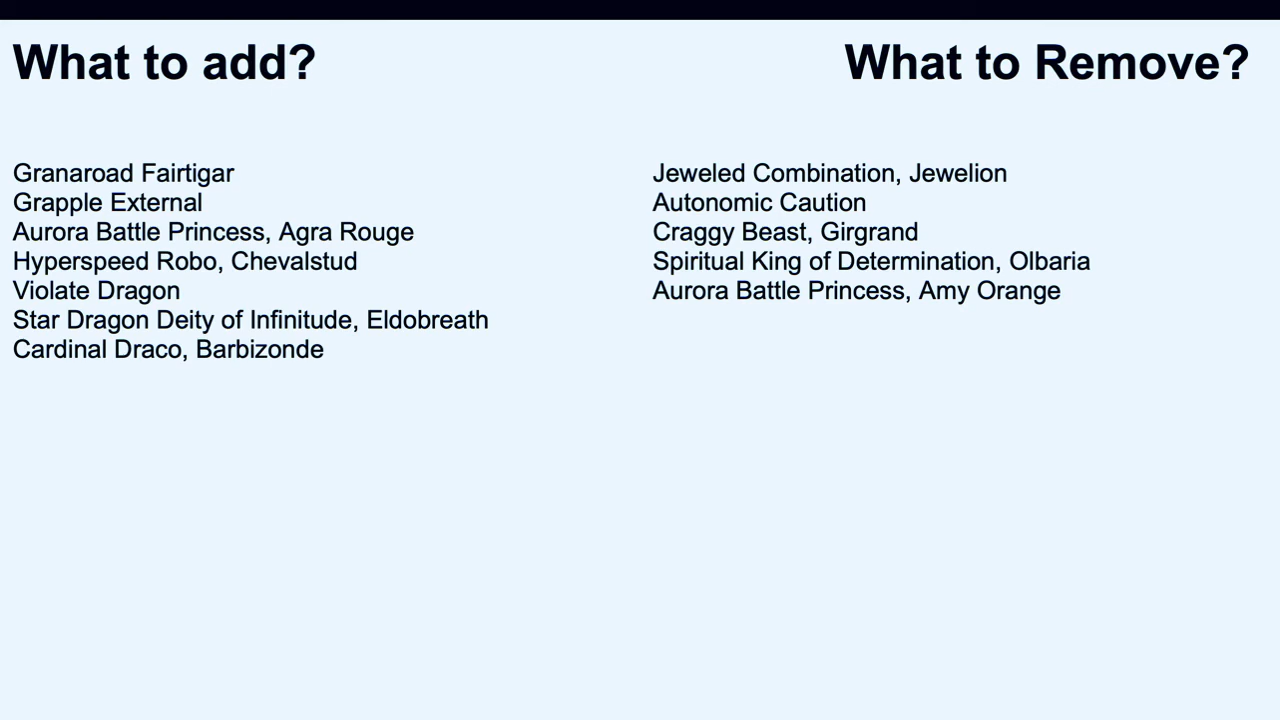 What to add?
What to Remove?
Granaroad Fairtigar
Grapple External
Aurora Battle Princess, Agra Rouge
Hyperspeed Robo, Chevalstud
Violate Dragon
Star Dragon Deity of Infinitude, Eldobreath
Cardinal Draco, Barbizonde
Jeweled Combination, Jewelion
Autonomic Caution
Craggy Beast, Girgrand
Spiritual King of Determination, Olbaria
Aurora Battle Princess, Amy Orange